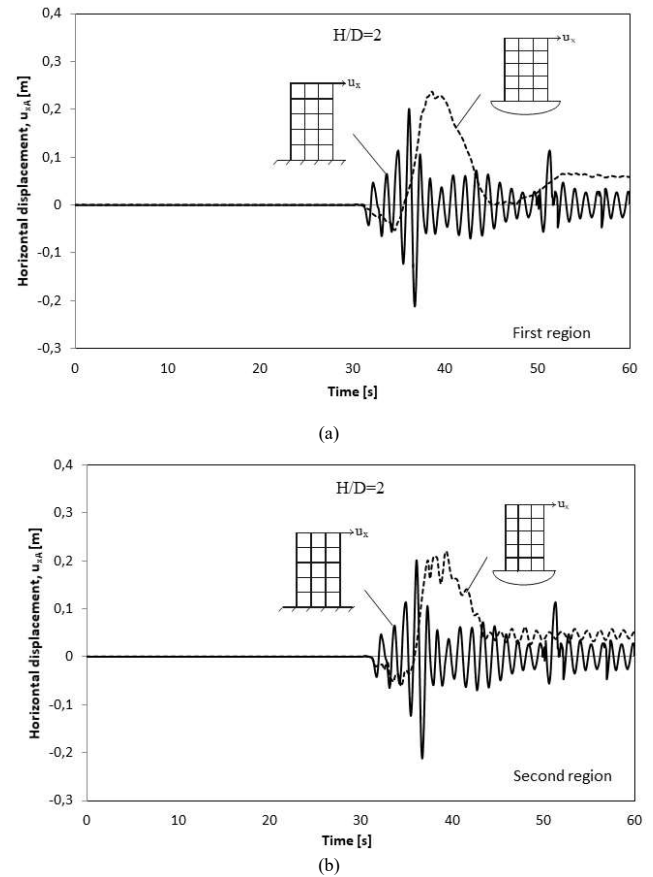 H/D=2
u_x
u_x
Horizontal displacement, u_xA [m]
0,4
0,3
0,2
0,1
0
-0,1
-0,2
-0,3
0
10
20
30
40
50
60
First region
Time [s]
(a)
H/D=2
u_x
u_x
Horizontal displacement, u_xA [m]
0,4
0,3
0,2
0,1
0
-0,1
-0,2
-0,3
0
10
20
30
40
50
60
Second region
Time [s]
(b)